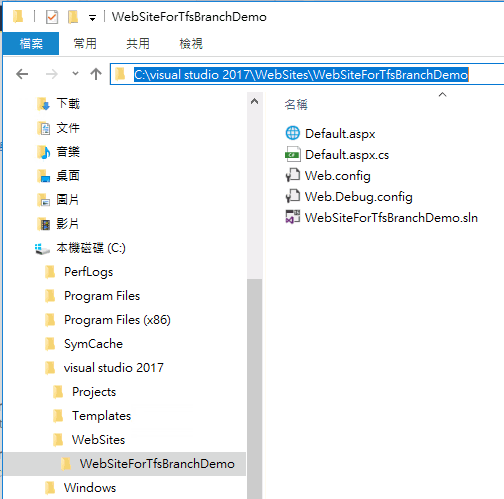 WebSiteForTfsBranchDemo
檔案 常用 共用 檢視
C:\visual studio 2017\WebSites\WebSiteForTfsBranchDemo
下載
文件
音樂
桌面
圖片
影片
本機磁碟 (C:)
PerfLogs
Program Files
Program Files (x86)
SymCache
visual studio 2017
Projects
Templates
WebSites
WebSiteForTfsBranchDemo
Windows
名稱
Default.aspx
Default.aspx.cs
Web.config
Web.Debug.config
WebSiteForTfsBranchDemo.sln